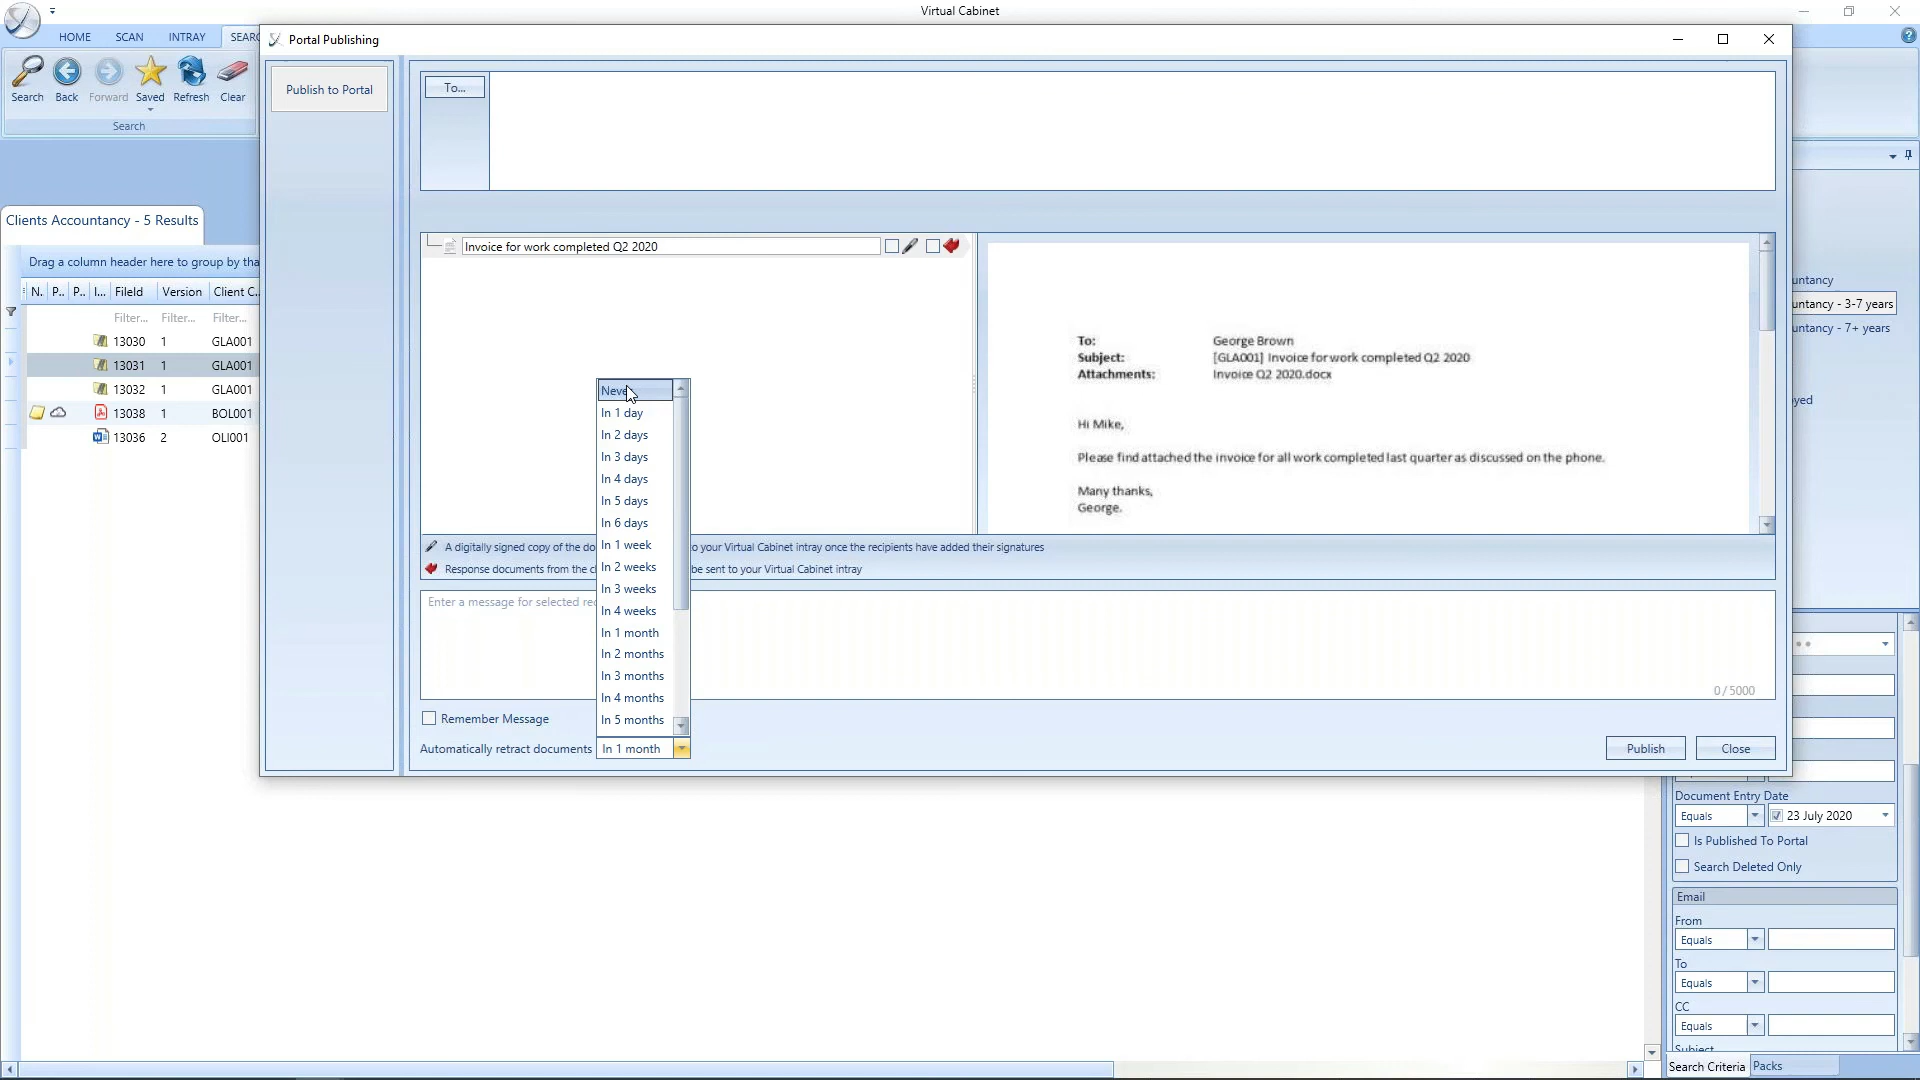 Virtual Cabinet
HOME
SCAN
INTRAY
Search
Back
Forward
Saved
Refresh
Clear
Search
Portal Publishing
Publish to Portal
To...
Clients Accountancy - 5 Results
Drag a column header here to group by tha
N.. P.. P.. I... FileId Version Client C...
Filter... Filter... Filter...
13030 1 GLA001
13031 1 GLA001
13032 1 GLA001
13038 1 BOL001
13036 2 OLI001
Invoice for work completed Q2 2020
To: George Brown
Subject: [GLA001] Invoice for work completed Q2 2020
Attachments: Invoice Q2 2020.docx
Hi Mike,
Please find attached the invoice for all work completed last quarter as discussed on the phone.
Many thanks,
George.
In 1 day
In 2 days
In 3 days
In 4 days
In 5 days
In 6 days
In 1 week
In 2 weeks
In 3 weeks
In 4 weeks
In 1 month
In 2 months
In 3 months
In 4 months
In 5 months
A digitally signed copy of the do o your Virtual Cabinet intray once the recipients have added their signatures
Response documents from the cl be sent to your Virtual Cabinet intray
Enter a message for selected rec
0 / 5000
Remember Message
Automatically retract documents In 1 month
Publish
Close
untancy
untancy - 3-7 years
untancy - 7+ years
yed
Document Entry Date
Equals 23 July 2020
Is Published To Portal
Search Deleted Only
Email
From
Equals
To
Equals
CC
Equals
Search Criteria
Packs